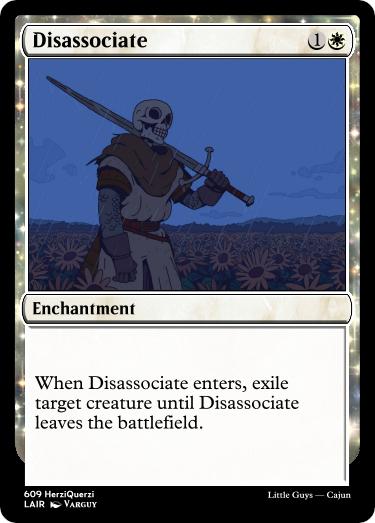 Disassociate 1
Enchantment
When Disassociate enters, exile
target creature until Disassociate
leaves the battlefield.
609 HerziQuerzi
LAIR VARGUY
Little Guys — Cajun